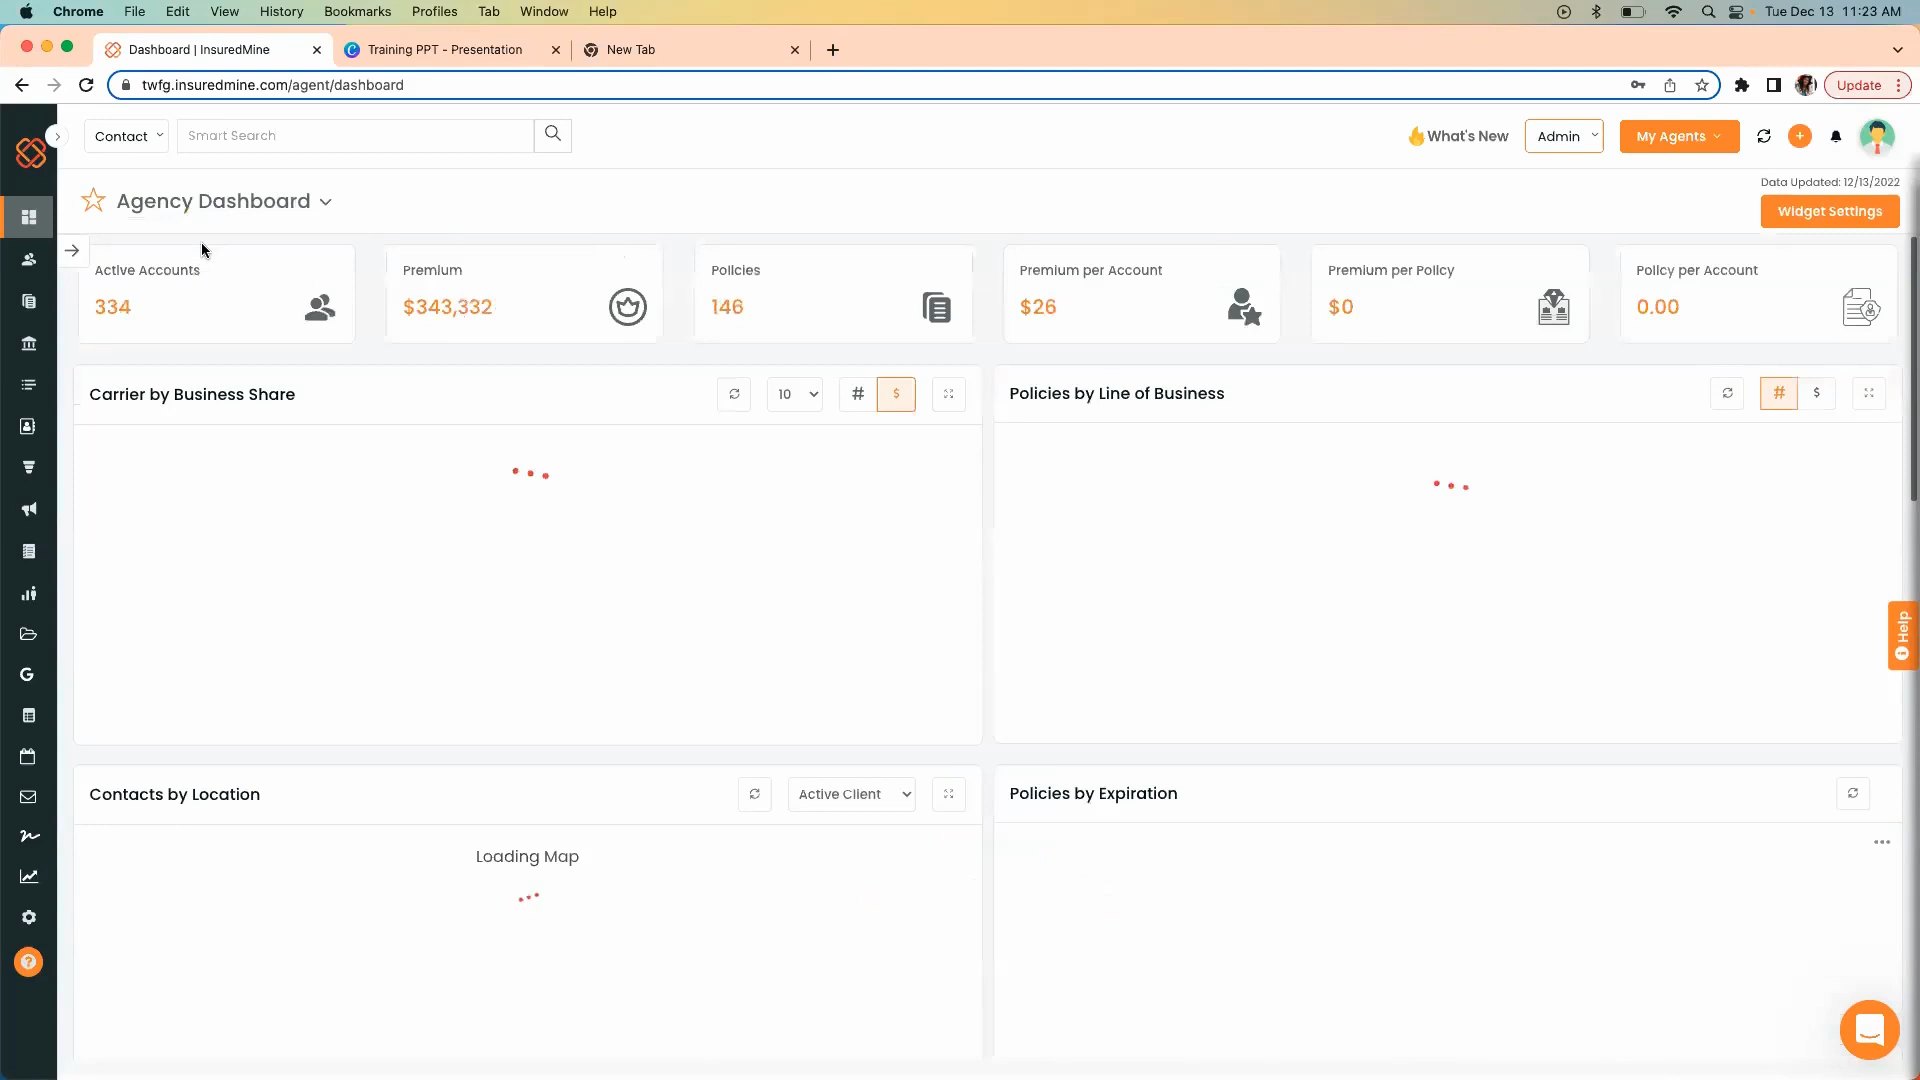 Chrome File Edit View History Bookmarks Profiles Tab Window Help Tue Dec 13 11:23 AM
Dashboard | InsuredMine Training PPT - Presentation New Tab
twfg.insuredmine.com/agent/dashboard Update
Contact Smart Search What's New Admin My Agents
Agency Dashboard
Data Updated: 12/13/2022
Widget Settings
Active Accounts Premium Policies Premium per Account Premium per Policy Policy per Account
334 $343,332 146 $26 $0 0.00
Carrier by Business Share 10 # $ Policies by Line of Business # $
Help
Contacts by Location Active Client Policies by Expiration
Loading Map